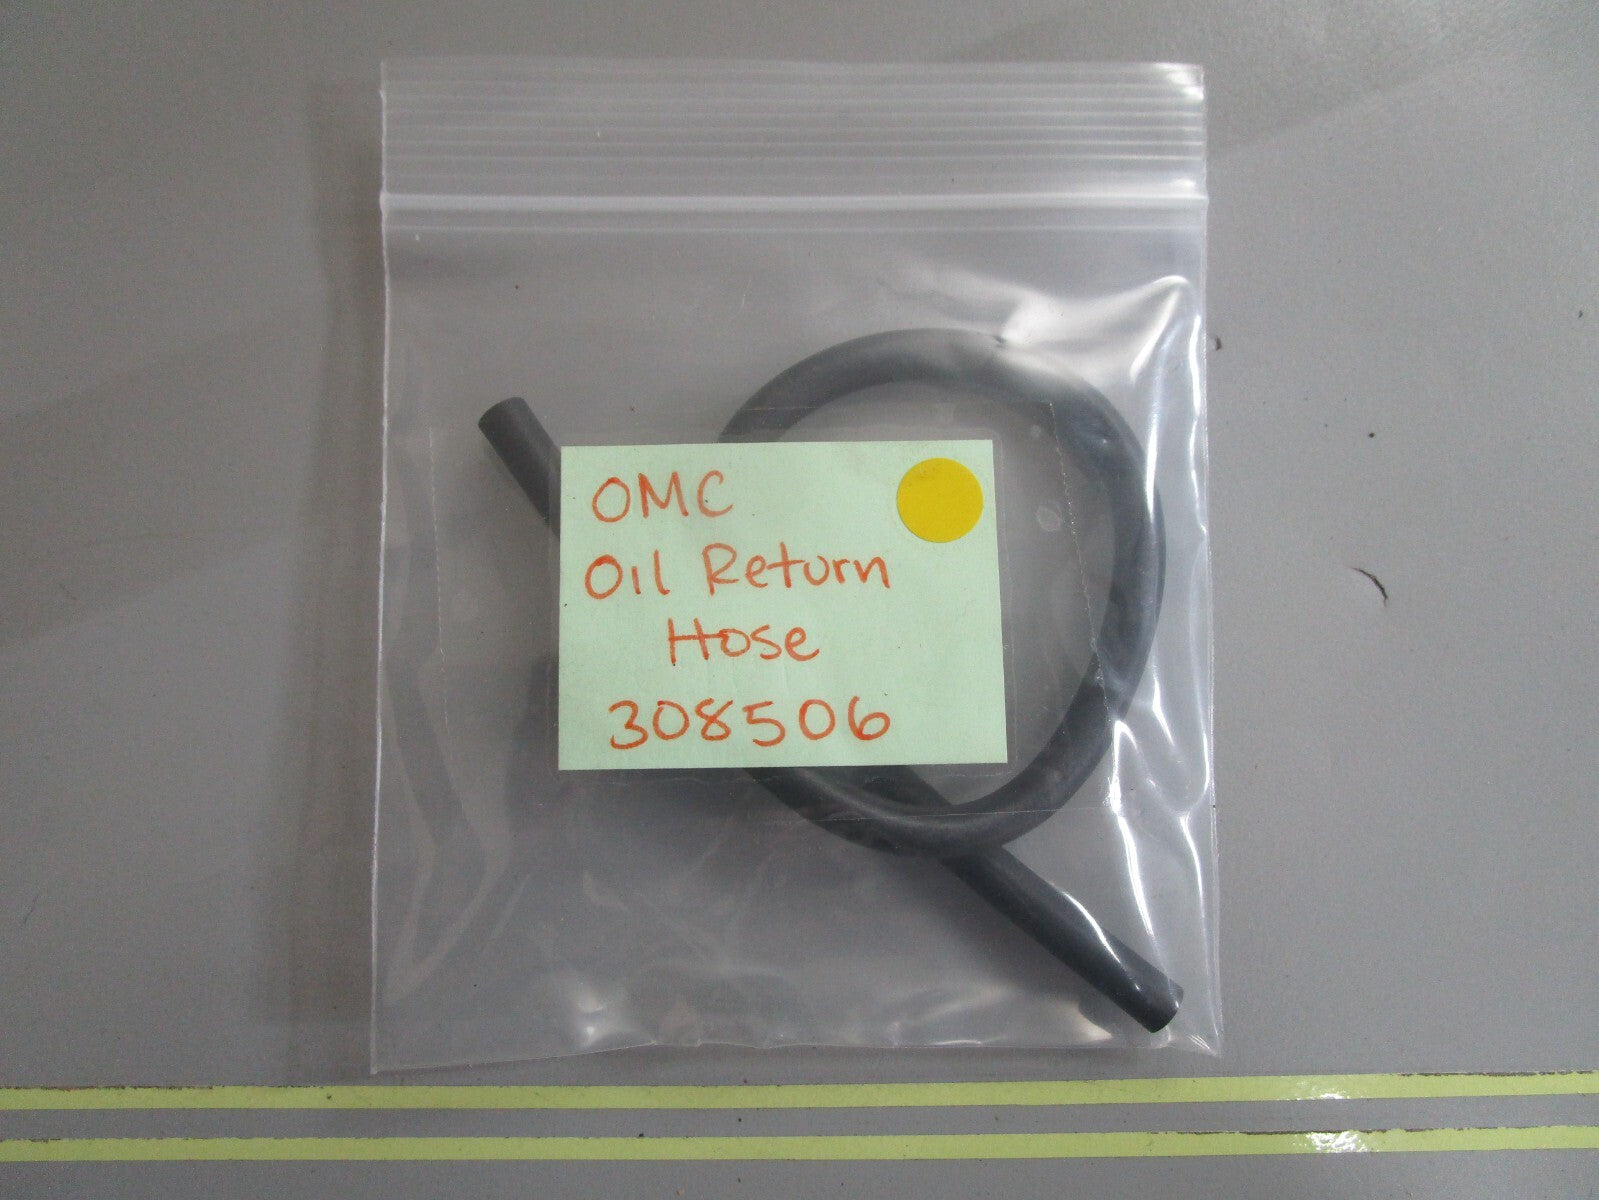 OMC
Oil Return
Hose
308506